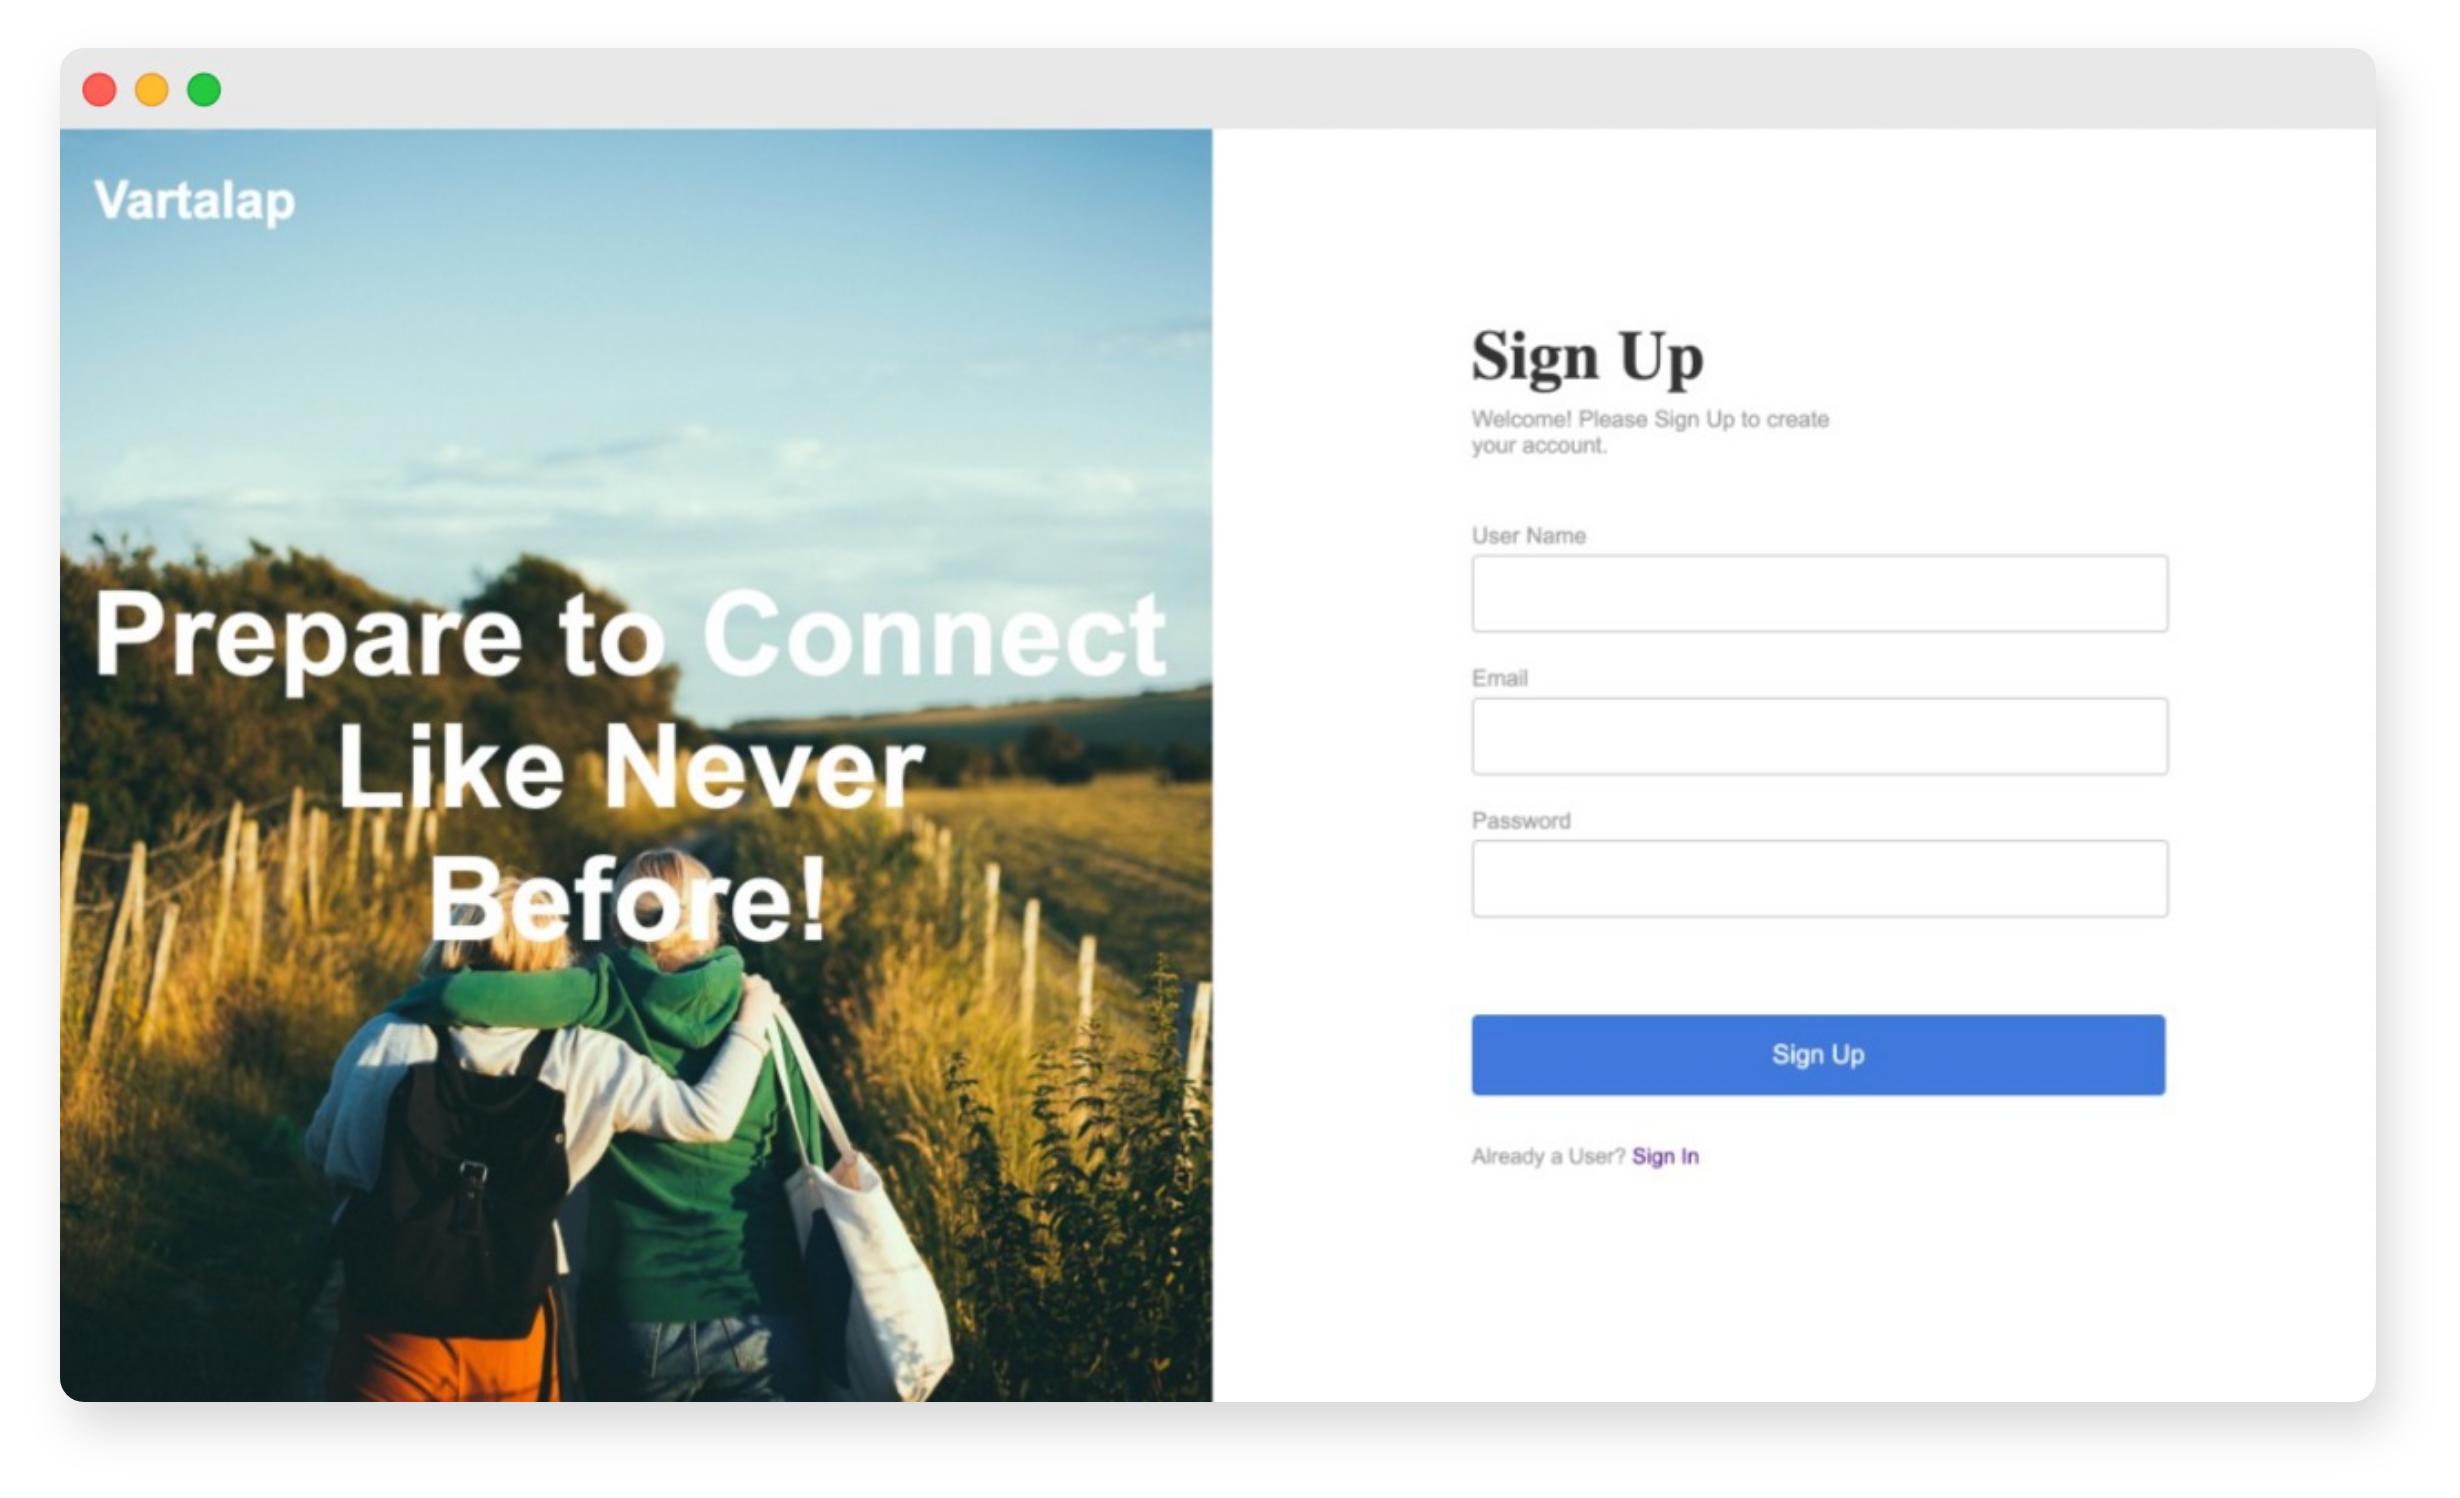 Vartalap
Prepare to Connect
Like Never
Before!
Sign Up
Welcome! Please Sign Up to create
your account.
User Name
Email
Password
Sign Up
Already a User? Sign In